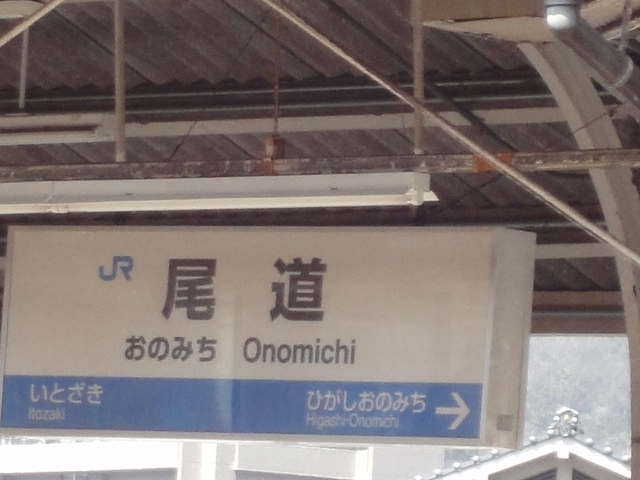 JR 尾道
おのみち Onomichi
いとざき ひがしおのみち
Itozaki Higashi-Onomichi